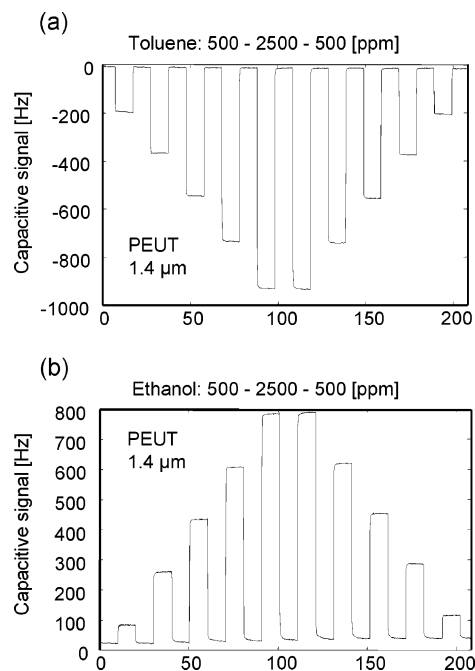 (a)
Toluene: 500 - 2500 - 500 [ppm]
Capacitive signal [Hz]
0
-200
-400
-600
-800
-1000
PEUT
1.4 µm
0 50 100 150 200
(b)
Ethanol: 500 - 2500 - 500 [ppm]
Capacitive signal [Hz]
800
700
600
500
400
300
200
100
0
PEUT
1.4 µm
0 50 100 150 200